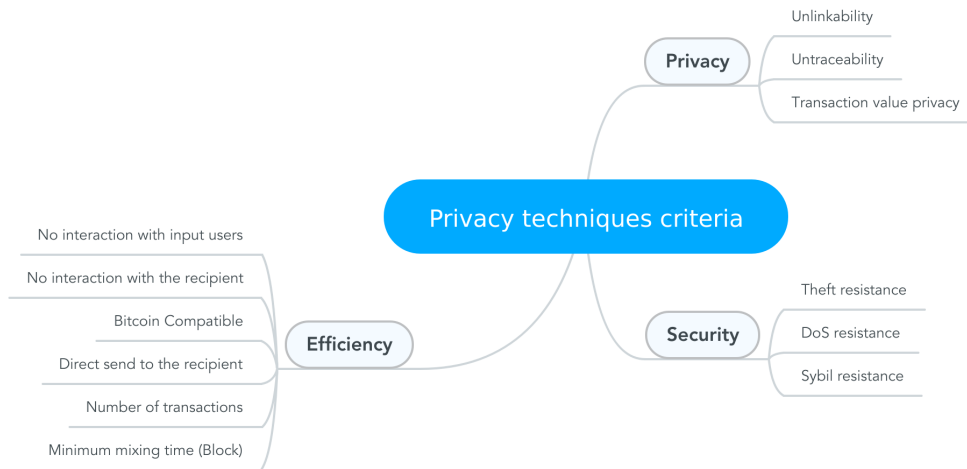 Privacy techniques criteria
Privacy
Unlinkability
Untraceability
Transaction value privacy
Security
Theft resistance
DoS resistance
Sybil resistance
Efficiency
No interaction with input users
No interaction with the recipient
Bitcoin Compatible
Direct send to the recipient
Number of transactions
Minimum mixing time (Block)